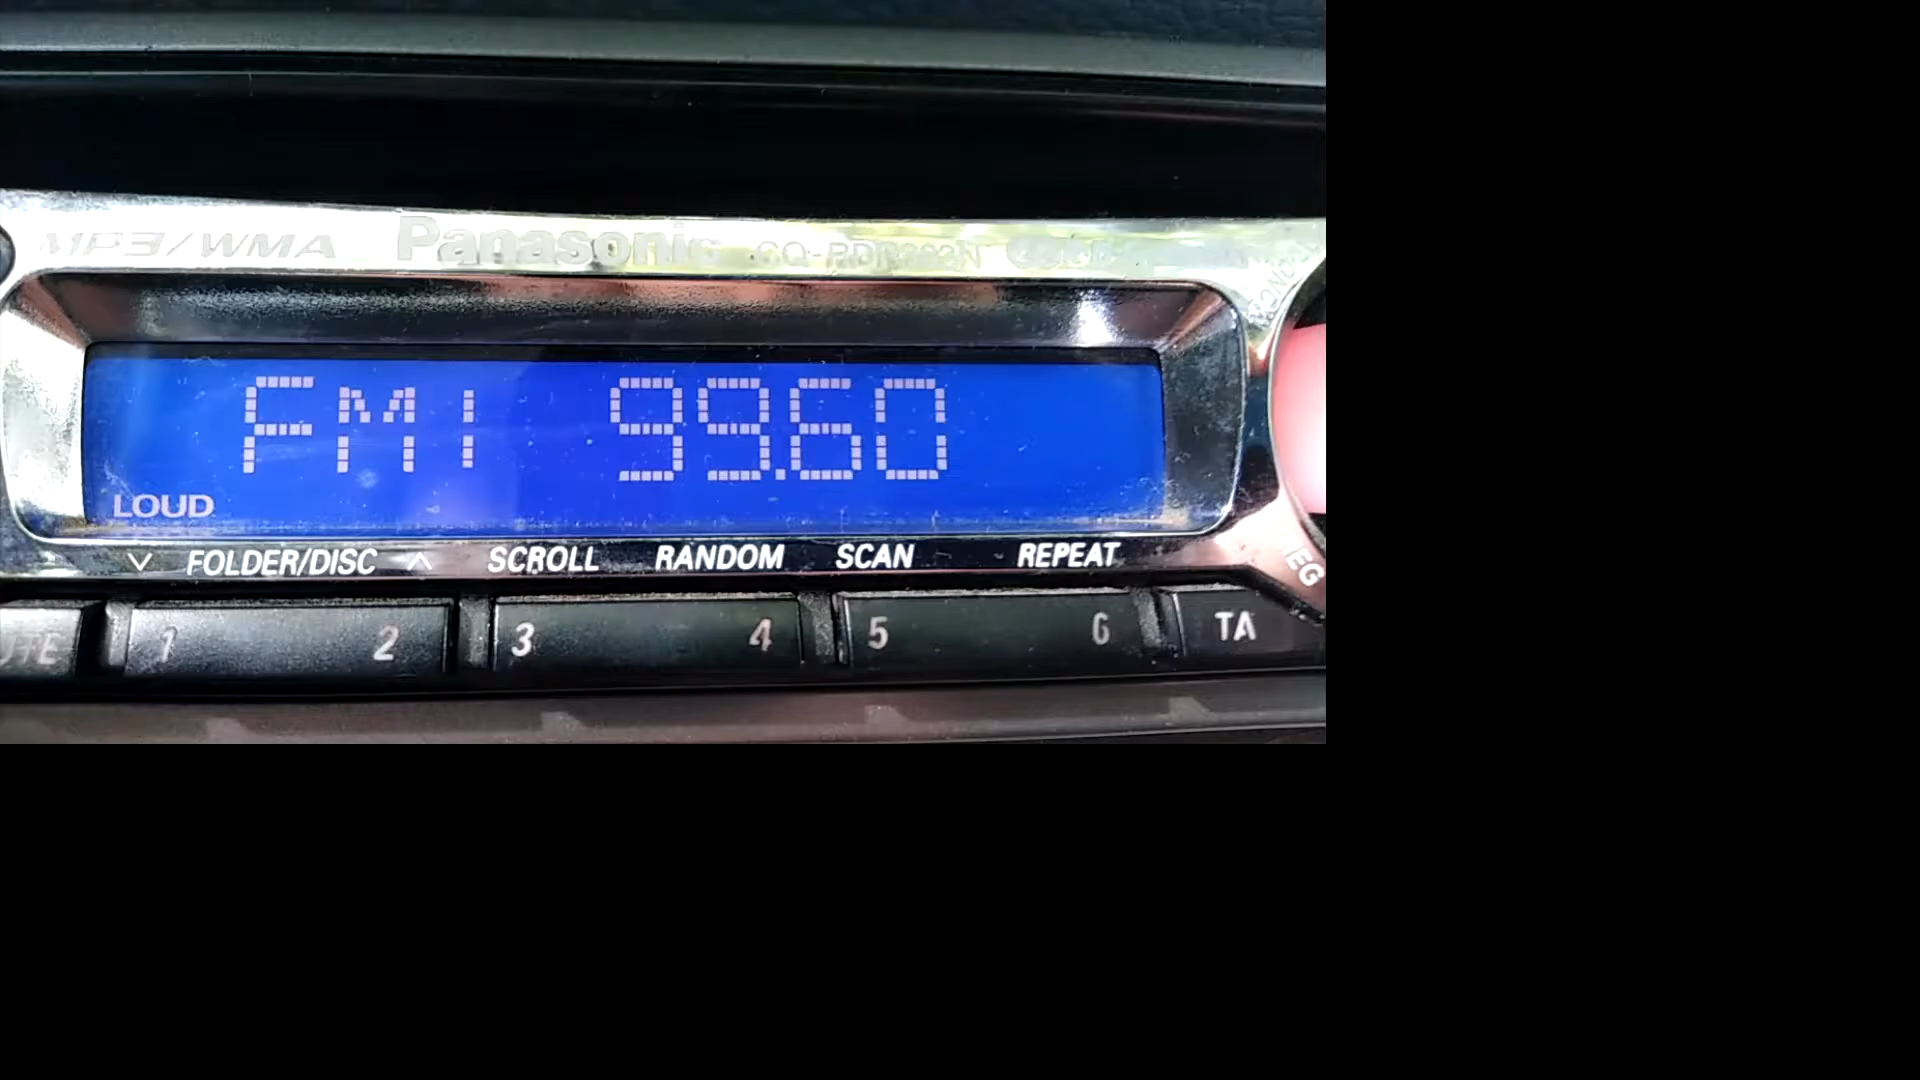 MP3/WMA Panasonic
FM1 99.60
LOUD
∨ FOLDER/DISC ∧ SCROLL RANDOM SCAN REPEAT
1 2 3 4 5 6 TA